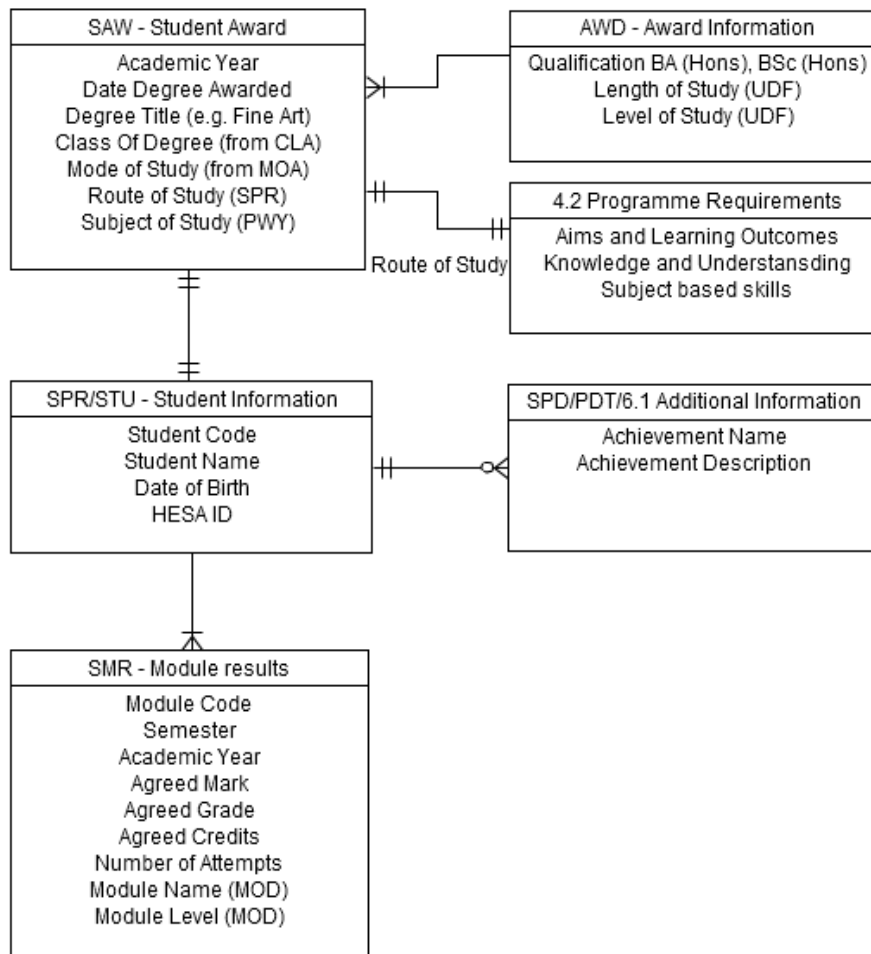 SAW - Student Award
Academic Year
Date Degree Awarded
Degree Title (e.g. Fine Art)
Class Of Degree (from CLA)
Mode of Study (from MOA)
Route of Study (SPR)
Subject of Study (PWY)
AWD - Award Information
Qualification BA (Hons), BSc (Hons)
Length of Study (UDF)
Level of Study (UDF)
4.2 Programme Requirements
Aims and Learning Outcomes
Knowledge and Understansding
Subject based skills
Route of Study
SPR/STU - Student Information
Student Code
Student Name
Date of Birth
HESA ID
SPD/PDT/6.1 Additional Information
Achievement Name
Achievement Description
SMR - Module results
Module Code
Semester
Academic Year
Agreed Mark
Agreed Grade
Agreed Credits
Number of Attempts
Module Name (MOD)
Module Level (MOD)